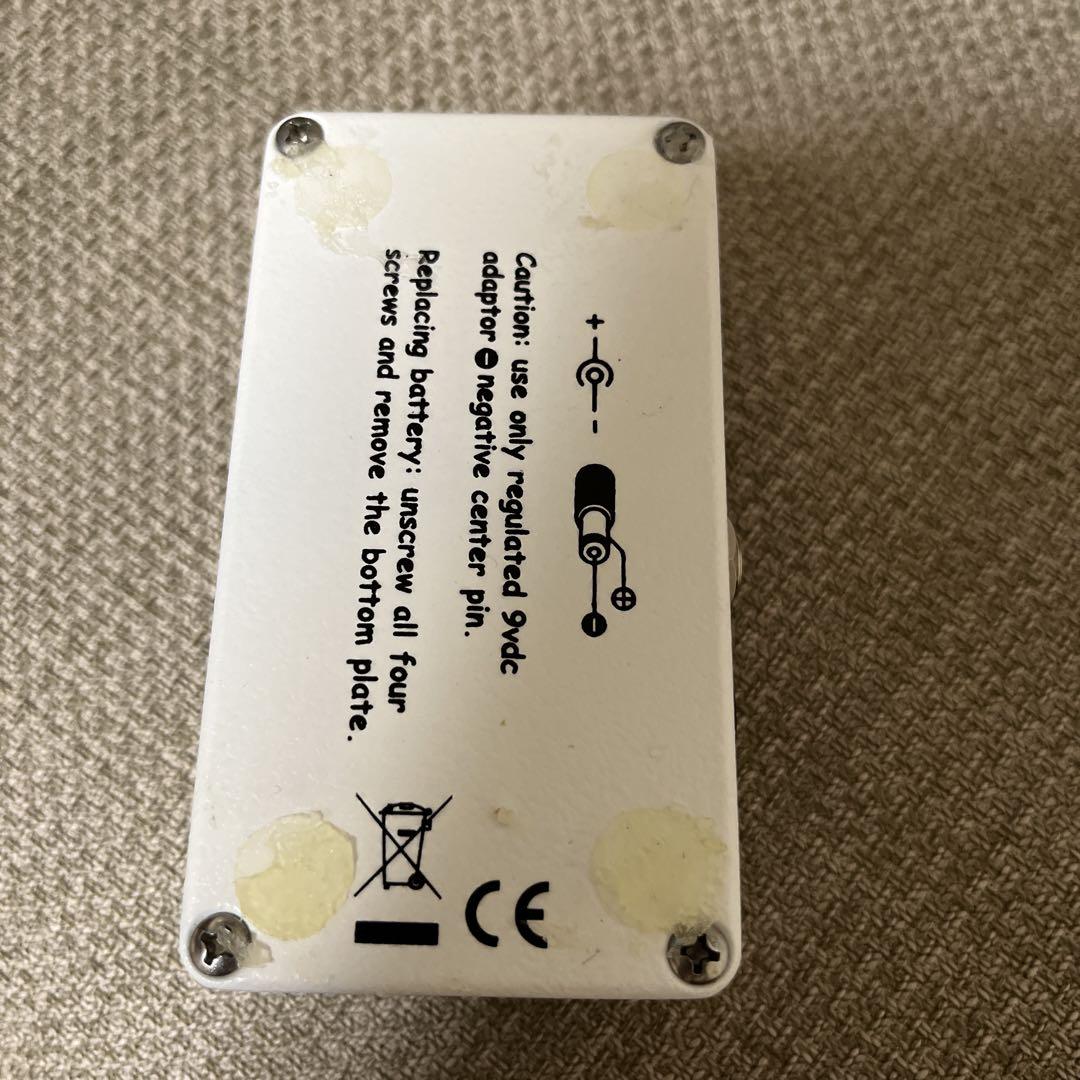 + -
Caution: use only regulated 9vdc
adaptor ⊖ negative center pin.
Replacing battery: unscrew all four
screws and remove the bottom plate.
CE